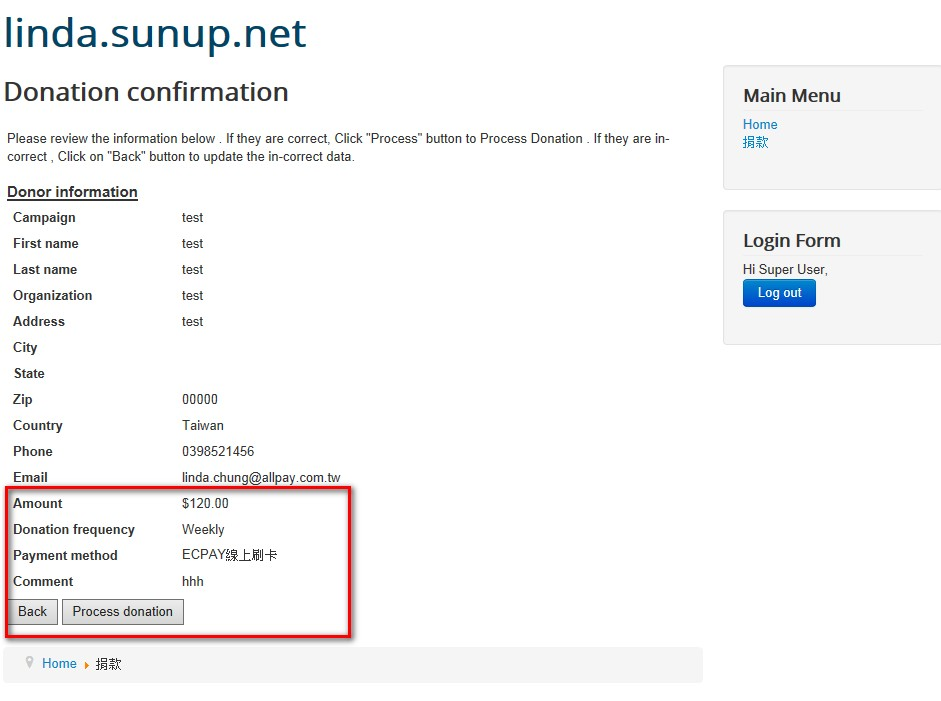 linda.sunup.net
Donation confirmation
Please review the information below . If they are correct, Click "Process" button to Process Donation . If they are in-
correct , Click on "Back" button to update the in-correct data.
Donor information
Campaign test
First name test
Last name test
Organization test
Address test
City
State
Zip 00000
Country Taiwan
Phone 0398521456
Email linda.chung@allpay.com.tw
Amount $120.00
Donation frequency Weekly
Payment method ECPAY線上刷卡
Comment hhh
Back Process donation
Home 捐款
Main Menu
Home
捐款
Login Form
Hi Super User,
Log out